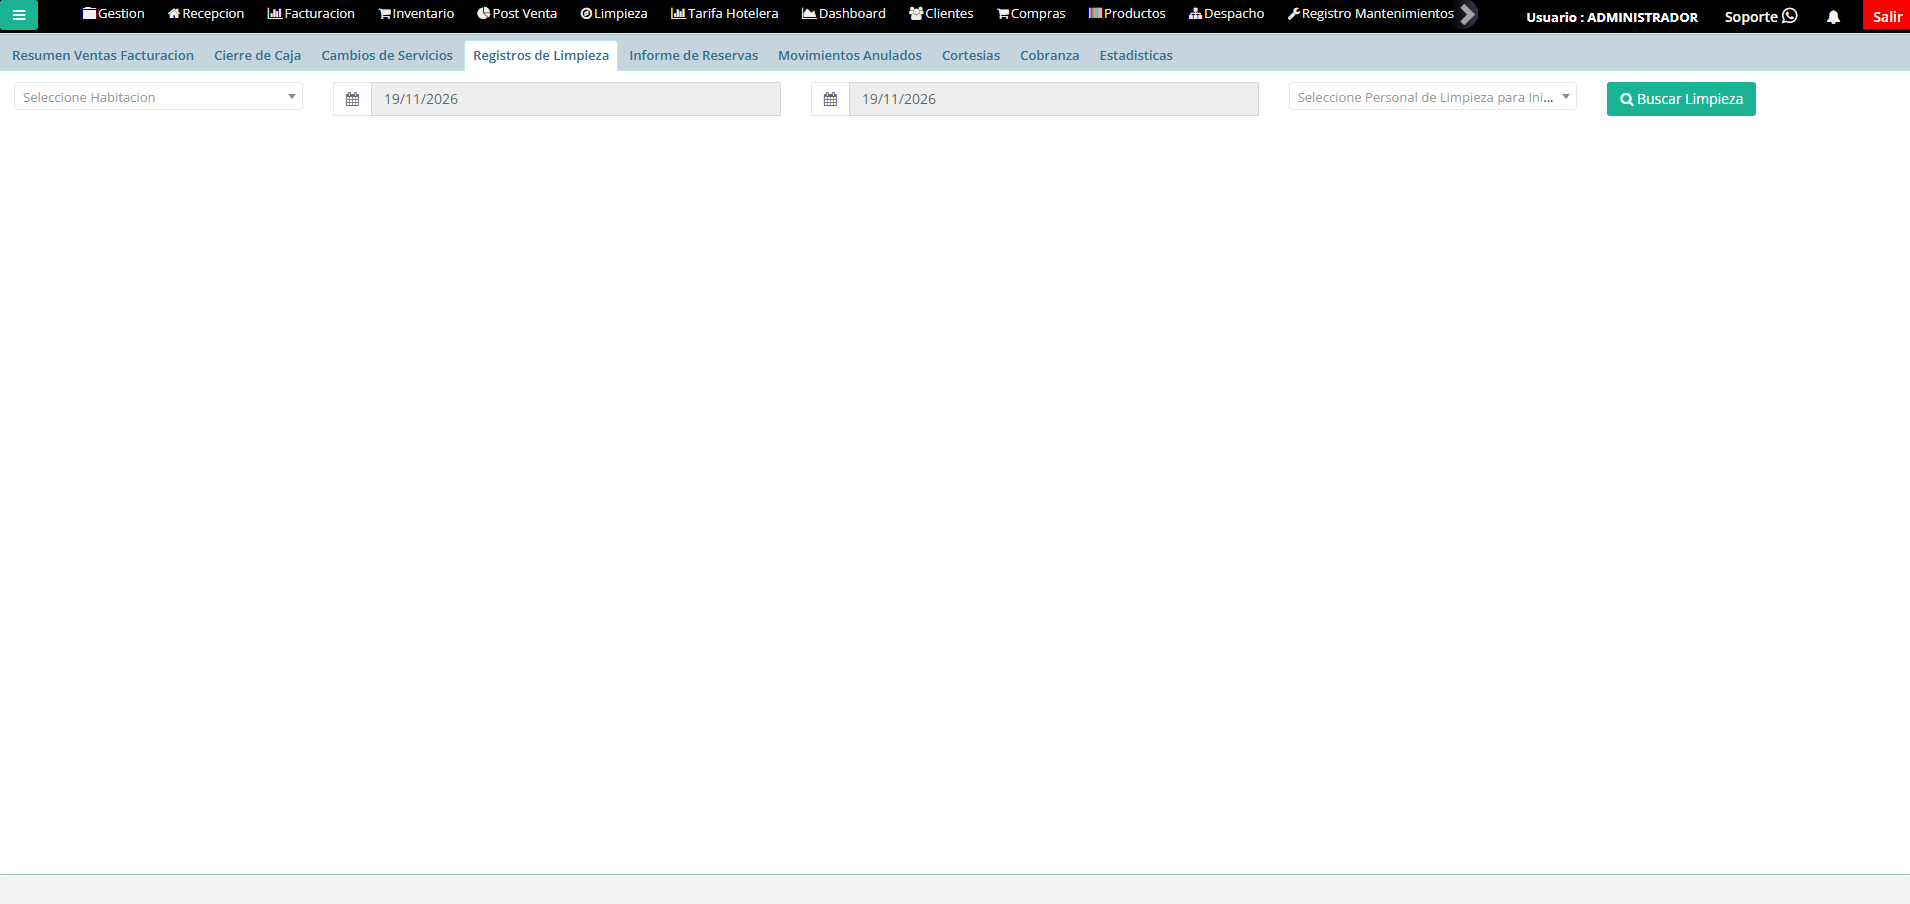 Gestion Recepcion Facturacion Inventario Post Venta Limpieza Tarifa Hotelera Dashboard Clientes Compras Productos Despacho Registro Mantenimientos Usuario : ADMINISTRADOR Soporte Salir
Resumen Ventas Facturacion Cierre de Caja Cambios de Servicios Registros de Limpieza Informe de Reservas Movimientos Anulados Cortesias Cobranza Estadisticas
Seleccione Habitacion 19/11/2026 19/11/2026 Seleccione Personal de Limpieza para Ini... Buscar Limpieza